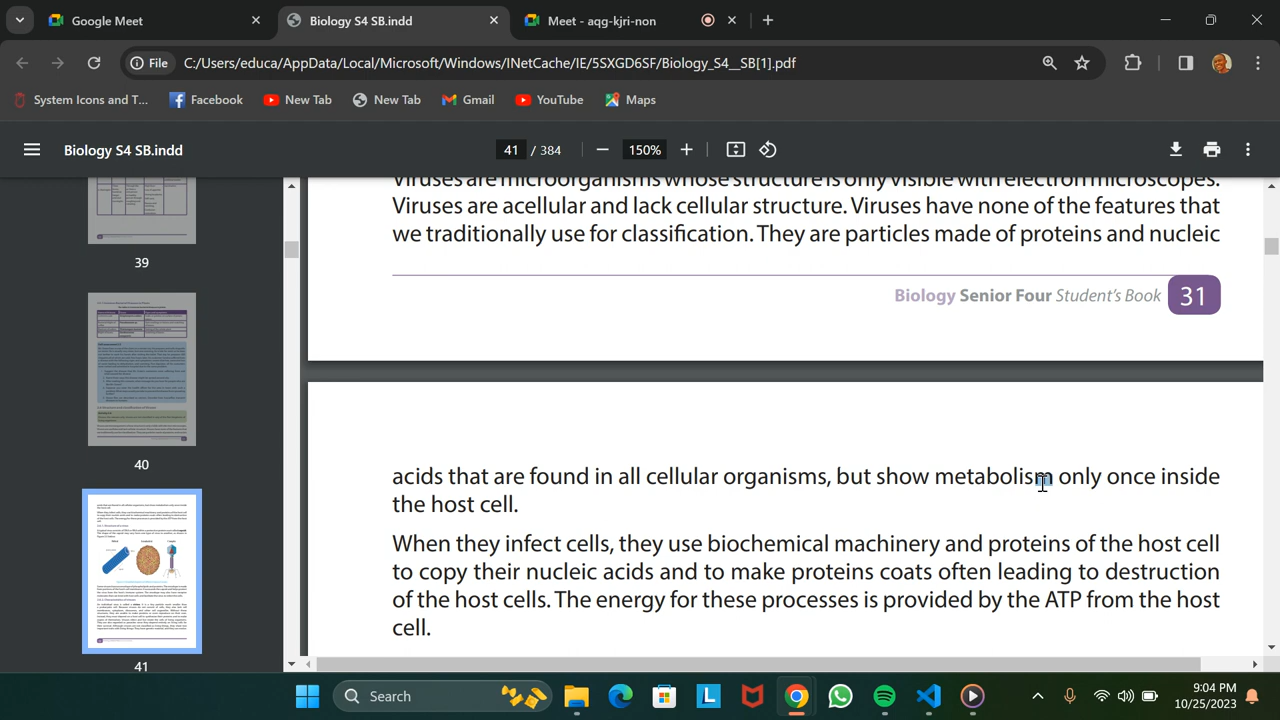 Google Meet
Biology S4 SB.indd
Meet - aqg-kjri-non
File
C:/Users/educa/AppData/Local/Microsoft/Windows/INetCache/IE/5SXGD6SF/Biology_S4__SB[1].pdf
System Icons and T...
Facebook
New Tab
New Tab
Gmail
YouTube
Maps
Biology S4 SB.indd
41 / 384
150%
39
40
41
Viruses are microorganisms whose structure is only visible with electron microscopes.
Viruses are acellular and lack cellular structure. Viruses have none of the features that
we traditionally use for classification. They are particles made of proteins and nucleic
Biology Senior Four Student's Book 31
acids that are found in all cellular organisms, but show metabolism only once inside
the host cell.
When they infect cells, they use biochemical machinery and proteins of the host cell
to copy their nucleic acids and to make proteins coats often leading to destruction
of the host cells. The energy for these processes is provided by the ATP from the host
cell.
Search
9:04 PM
10/25/2023